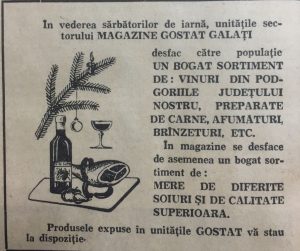 În vederea sărbătorilor de iarnă, unitățile sec-
torului MAGAZINE GOSTAT GALAȚI
desfac către populație
UN BOGAT SORTIMENT
DE: VINURI DIN POD-
GORIILE JUDEȚULUI
NOSTRU, PREPARATE
DE CARNE, AFUMATURI,
BRÎNZETURI, ETC.
În magazine se desface
de asemenea un bogat sor-
timent de:
MERE DE DIFERITE
SOIURI ȘI DE CALITATE
SUPERIOARA.
Produsele expuse în unitățile GOSTAT vă stau
la dispoziție.